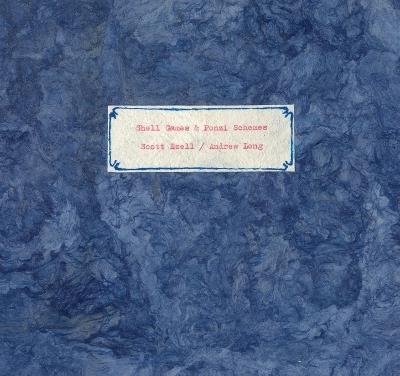 Shell Games & Ponzi Schemes
Scott Ezell / Andrew Long